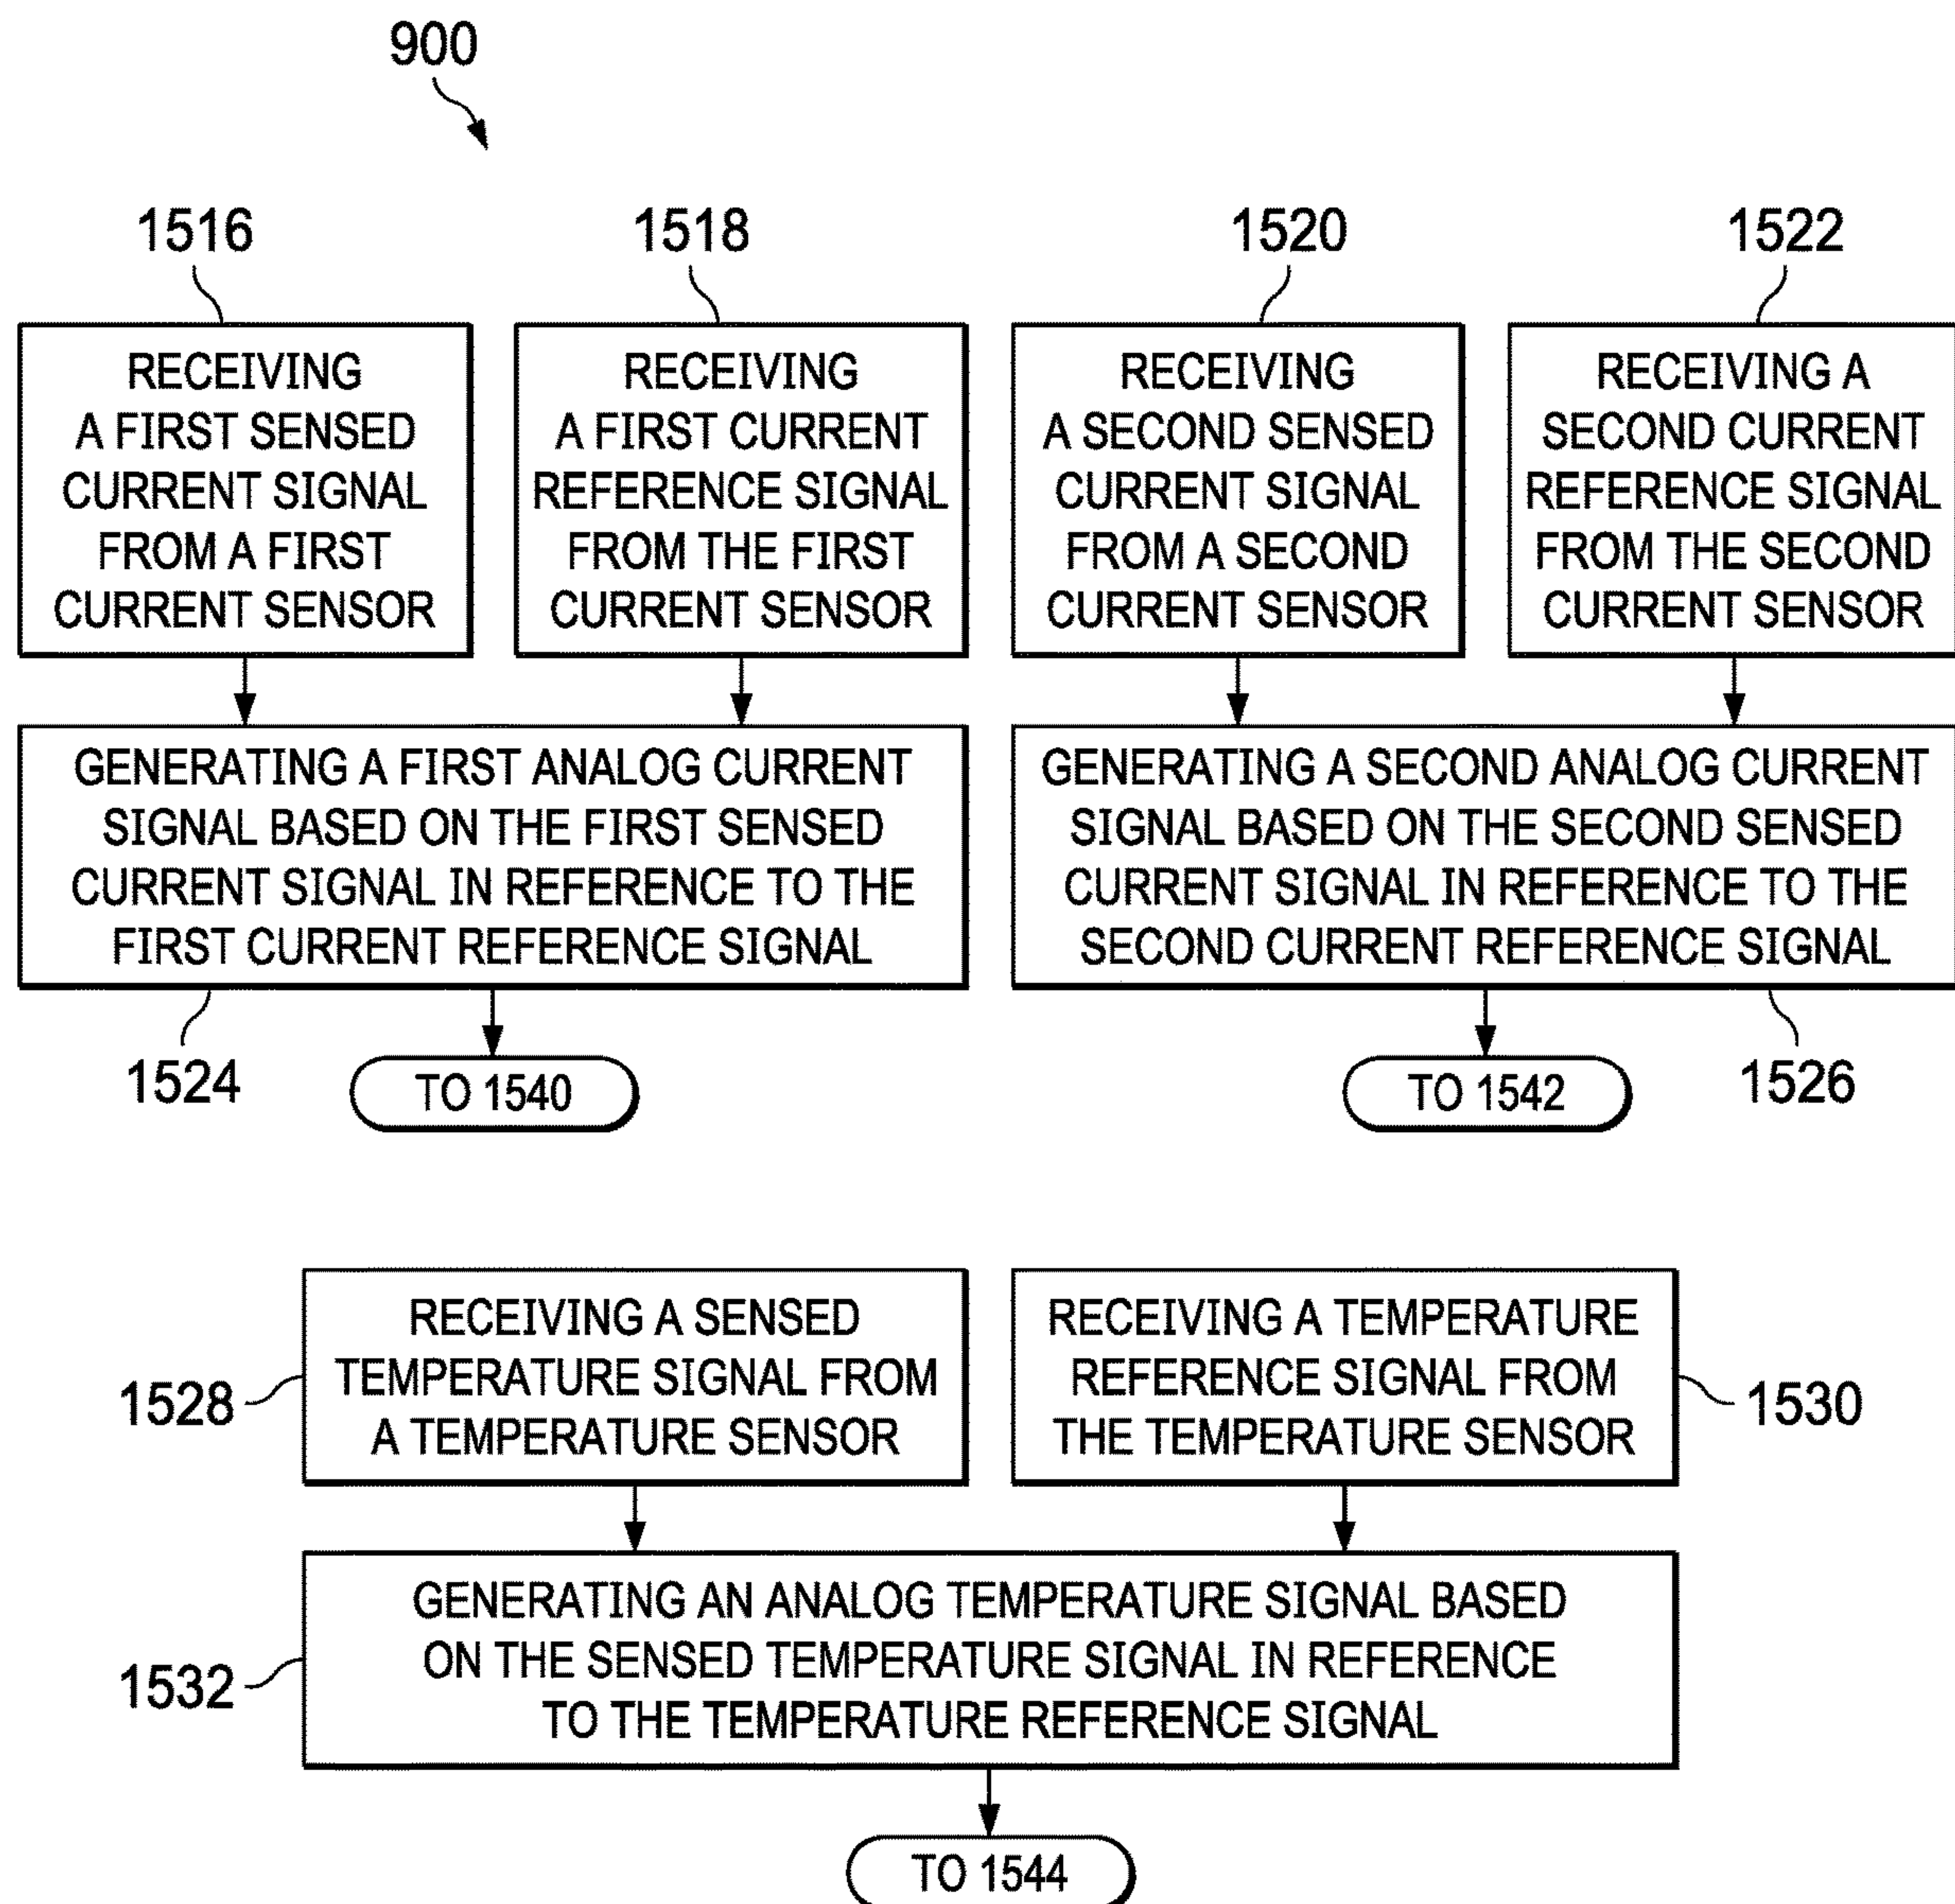 900
1516
1518
1520
1522
RECEIVING
A FIRST SENSED
CURRENT SIGNAL
FROM A FIRST
CURRENT SENSOR
RECEIVING
A FIRST CURRENT
REFERENCE SIGNAL
FROM THE FIRST
CURRENT SENSOR
RECEIVING
A SECOND SENSED
CURRENT SIGNAL
FROM A SECOND
CURRENT SENSOR
RECEIVING A
SECOND CURRENT
REFERENCE SIGNAL
FROM THE SECOND
CURRENT SENSOR
GENERATING A FIRST ANALOG CURRENT
SIGNAL BASED ON THE FIRST SENSED
CURRENT SIGNAL IN REFERENCE TO THE
FIRST CURRENT REFERENCE SIGNAL
GENERATING A SECOND ANALOG CURRENT
SIGNAL BASED ON THE SECOND SENSED
CURRENT SIGNAL IN REFERENCE TO THE
SECOND CURRENT REFERENCE SIGNAL
1524
TO 1540
TO 1542
1526
1528
RECEIVING A SENSED
TEMPERATURE SIGNAL FROM
A TEMPERATURE SENSOR
RECEIVING A TEMPERATURE
REFERENCE SIGNAL FROM
THE TEMPERATURE SENSOR
1530
1532
GENERATING AN ANALOG TEMPERATURE SIGNAL BASED
ON THE SENSED TEMPERATURE SIGNAL IN REFERENCE
TO THE TEMPERATURE REFERENCE SIGNAL
TO 1544